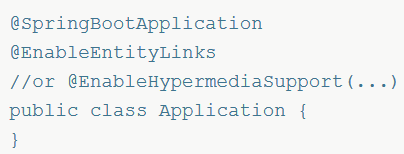 @SpringBootApplication
@EnableEntityLinks
//or @EnableHypermediaSupport(...)
public class Application {
}